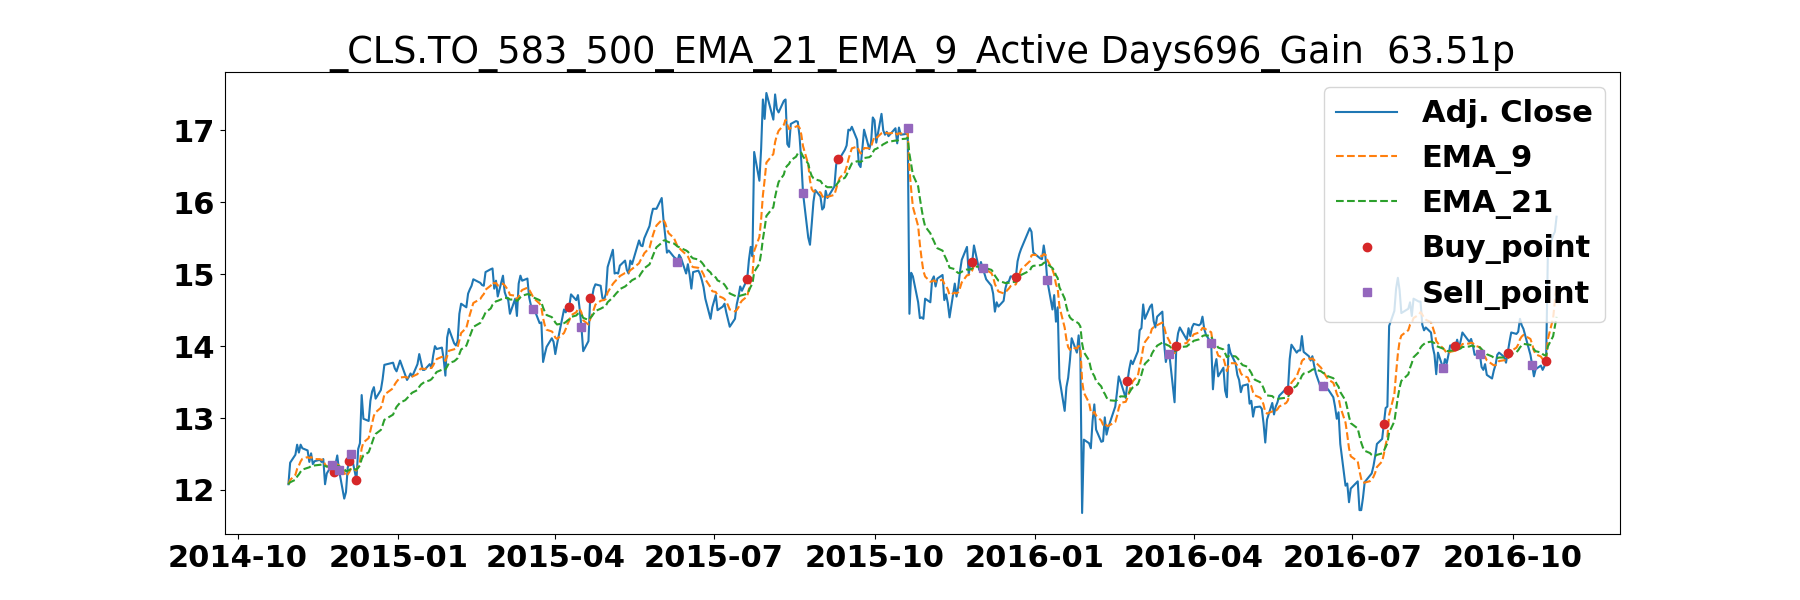 _CLS.TO_583_500_EMA_21_EMA_9_Active Days696_Gain  63.51p
Adj. Close
EMA_9
EMA_21
Buy_point
Sell_point
17
16
15
14
13
12
2014-10 2015-01 2015-04 2015-07 2015-10 2016-01 2016-04 2016-07 2016-10